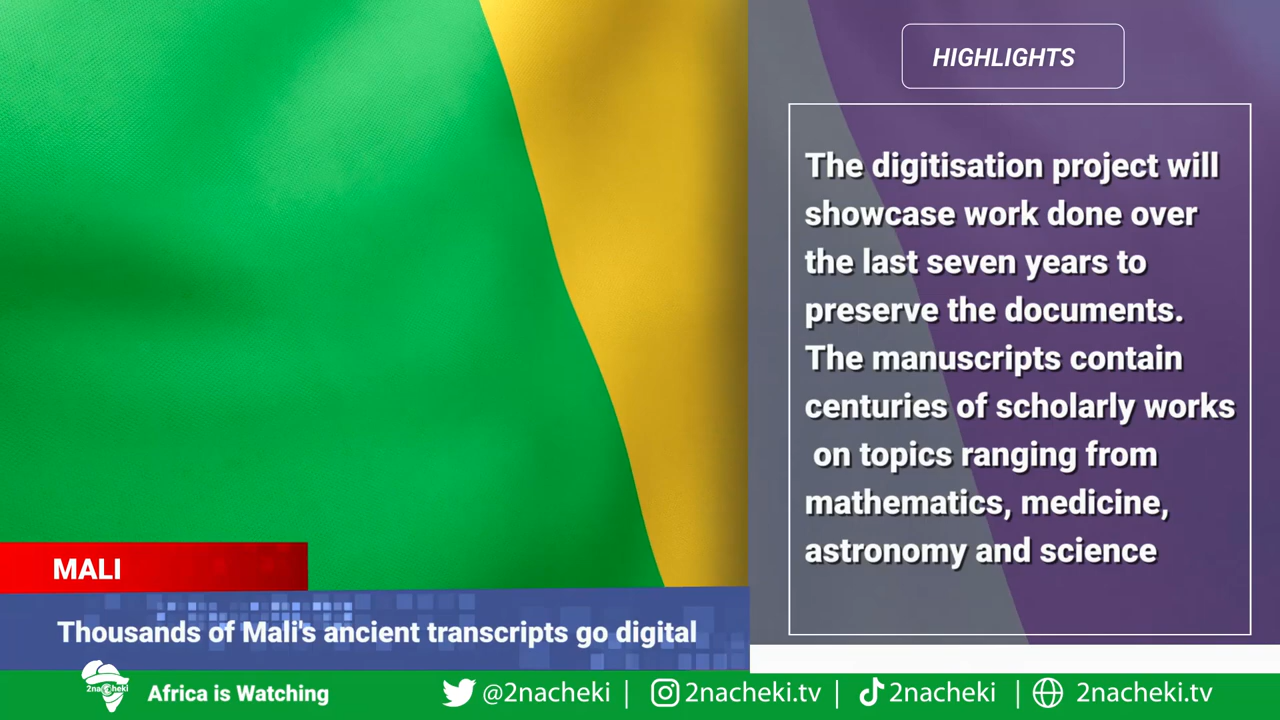 HIGHLIGHTS
The digitisation project will
showcase work done over
the last seven years to
preserve the documents.
The manuscripts contain
centuries of scholarly works
on topics ranging from
mathematics, medicine,
astronomy and science
MALI
Thousands of Mali's ancient transcripts go digital
2nacheki
Africa is Watching
@2nacheki | 2nacheki.tv | 2nacheki | 2nacheki.tv